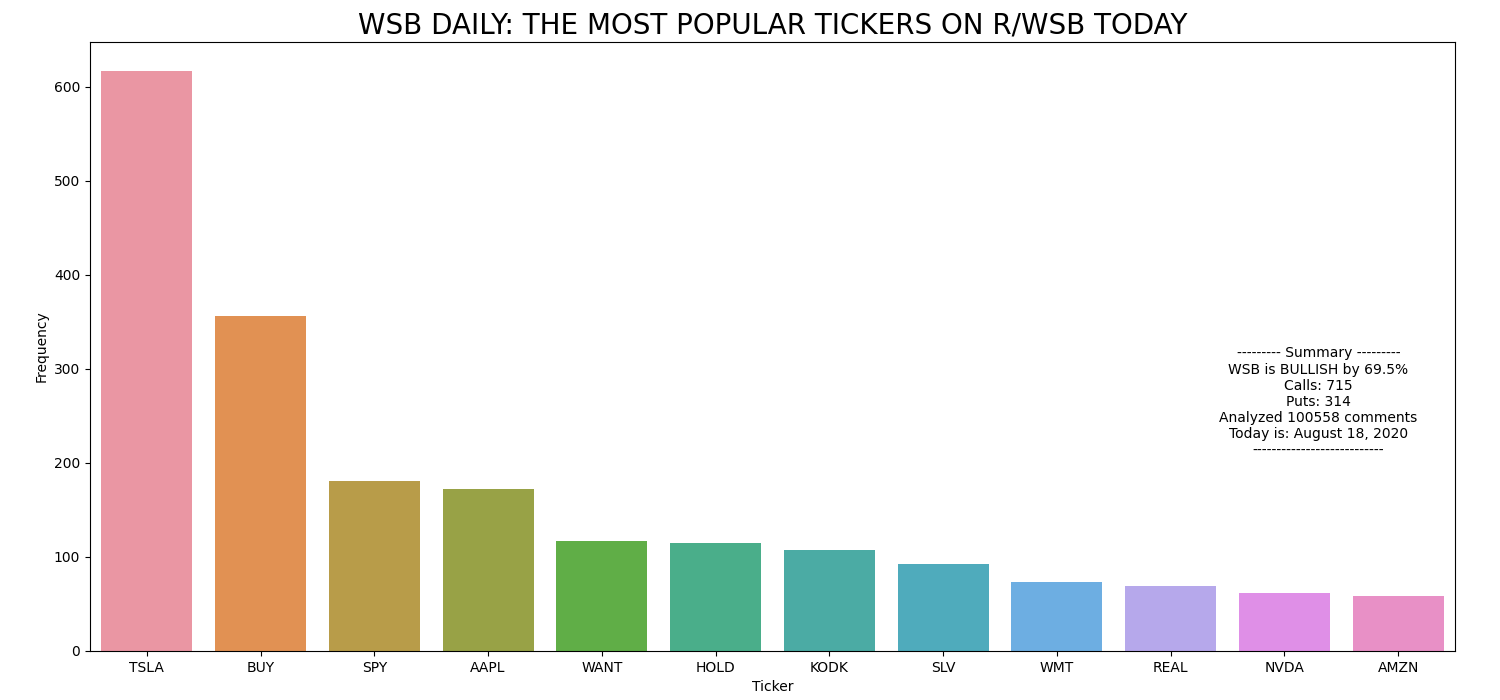 WSB DAILY: THE MOST POPULAR TICKERS ON R/WSB TODAY
Frequency
600
500
400
300
200
100
0
--------- Summary ---------
WSB is BULLISH by 69.5%
Calls: 715
Puts: 314
Analyzed 100558 comments
Today is: August 18, 2020
---------------------------
TSLA BUY SPY AAPL WANT HOLD KODK SLV WMT REAL NVDA AMZN
Ticker